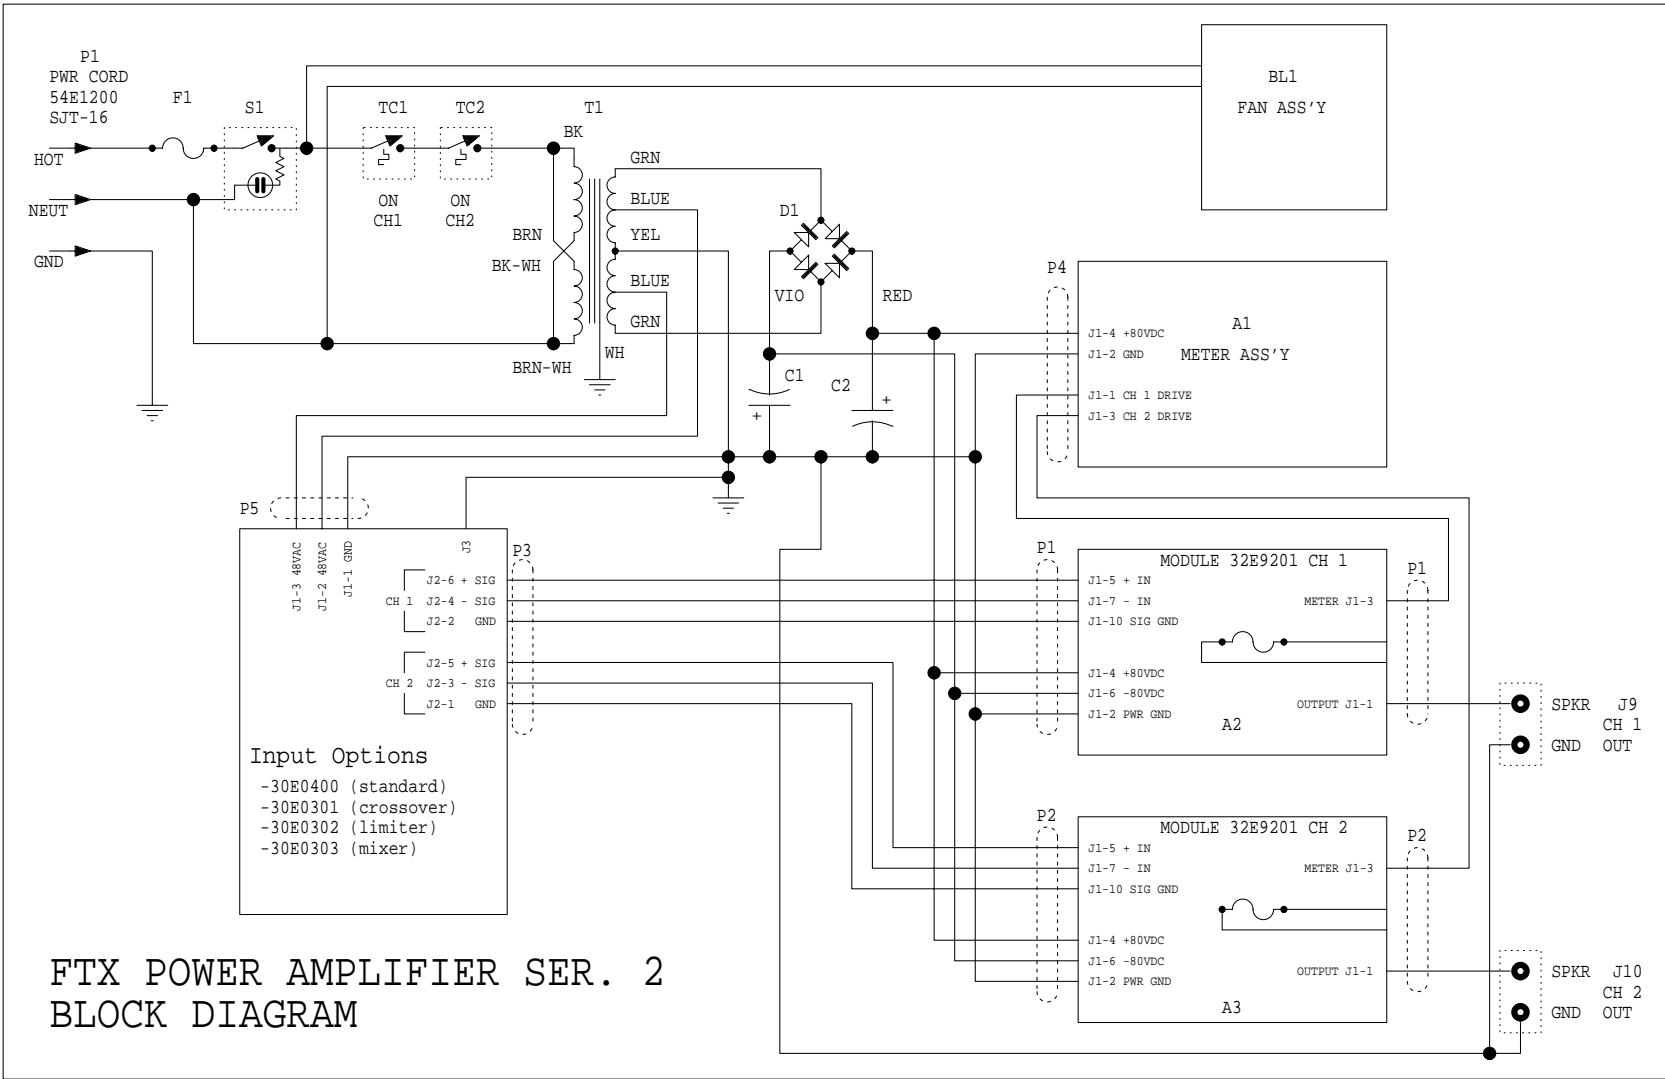 P1
PWR CORD
54E1200
SJT-16
F1
S1
TC1
TC2
T1
HOT
NEUT
GND
ON
CH1
ON
CH2
BK
BRN
BK-WH
BRN-WH
GRN
BLUE
YEL
BLUE
GRN
WH
D1
VIO
RED
C1
+
C2
+
BL1
FAN ASS'Y
P4
A1
METER ASS'Y
J1-4 +80VDC
J1-2 GND
J1-1 CH 1 DRIVE
J1-3 CH 2 DRIVE
P5
J1-3 48VAC
J1-2 48VAC
J1-1 GND
J3
P3
CH 1
J2-6 + SIG
J2-4 - SIG
J2-2 GND
CH 2
J2-5 + SIG
J2-3 - SIG
J2-1 GND
Input Options
-30E0400 (standard)
-30E0301 (crossover)
-30E0302 (limiter)
-30E0303 (mixer)
P1
MODULE 32E9201 CH 1
P1
J1-5 + IN
J1-7 - IN
J1-10 SIG GND
METER J1-3
J1-4 +80VDC
J1-6 -80VDC
J1-2 PWR GND
OUTPUT J1-1
A2
SPKR J9
CH 1
GND OUT
P2
MODULE 32E9201 CH 2
P2
J1-5 + IN
J1-7 - IN
J1-10 SIG GND
METER J1-3
J1-4 +80VDC
J1-6 -80VDC
J1-2 PWR GND
OUTPUT J1-1
A3
SPKR J10
CH 2
GND OUT
FTX POWER AMPLIFIER SER. 2
BLOCK DIAGRAM